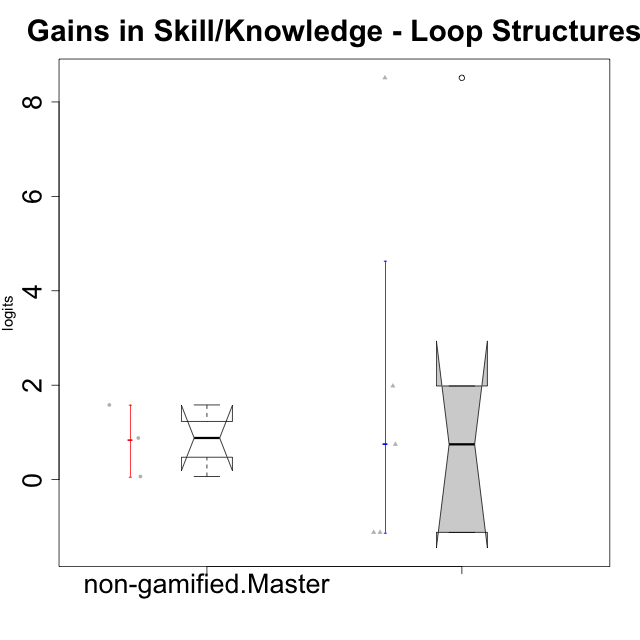 Gains in Skill/Knowledge - Loop Structures
logits
8
6
4
2
0
non-gamified.Master